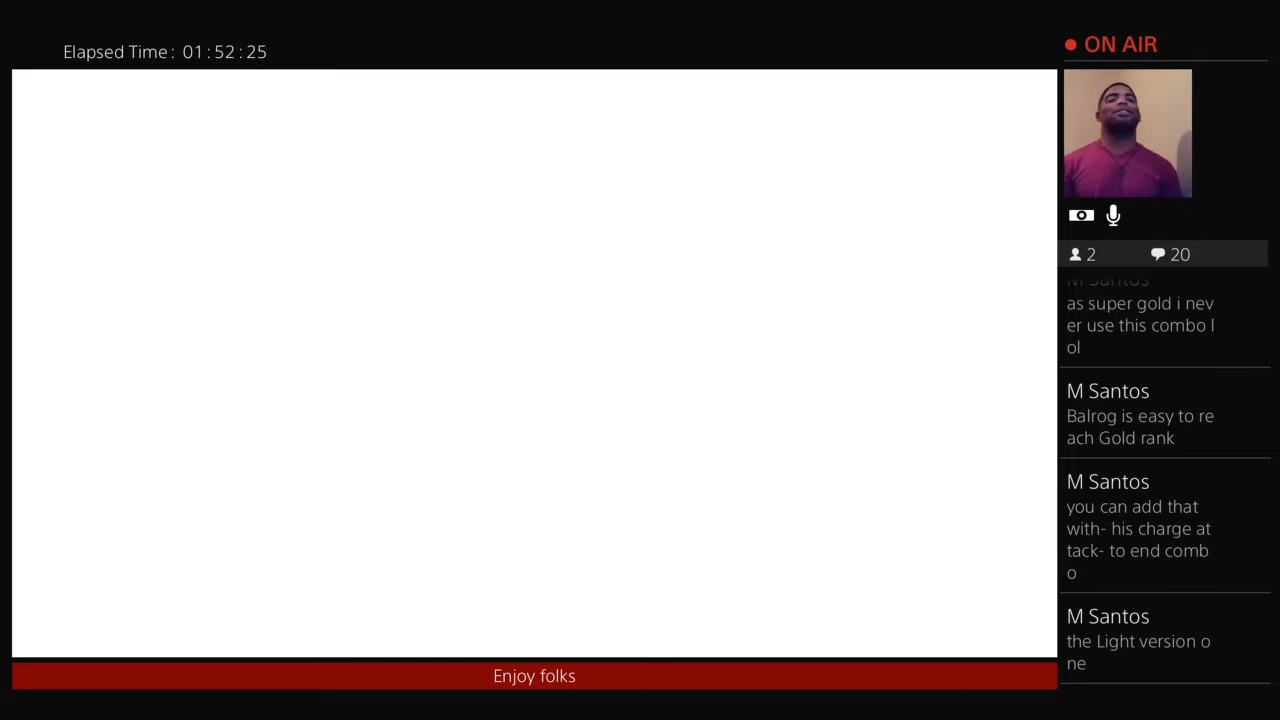 Elapsed Time: 01:52:25
ON AIR
2 20
M Santos
as super gold i nev
er use this combo l
ol
M Santos
Balrog is easy to re
ach Gold rank
M Santos
you can add that
with- his charge at
tack- to end comb
o
M Santos
the Light version o
ne
Enjoy folks